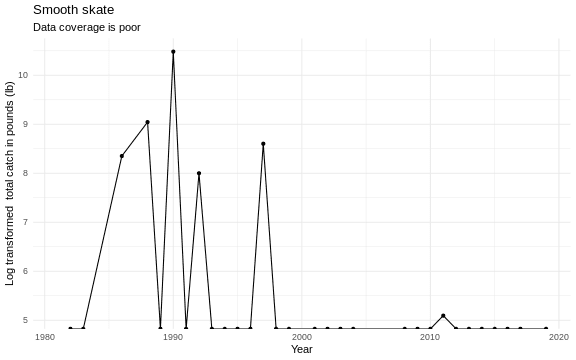 Smooth skate
Data coverage is poor
Log transformed  total catch in pounds (lb)
10
9
8
7
6
5
1980 1990 2000 2010 2020
Year